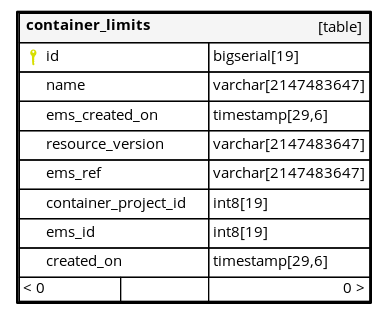 container_limits [table]
id bigserial[19]
name varchar[2147483647]
ems_created_on timestamp[29,6]
resource_version varchar[2147483647]
ems_ref varchar[2147483647]
container_project_id int8[19]
ems_id int8[19]
created_on timestamp[29,6]
< 0 0 >